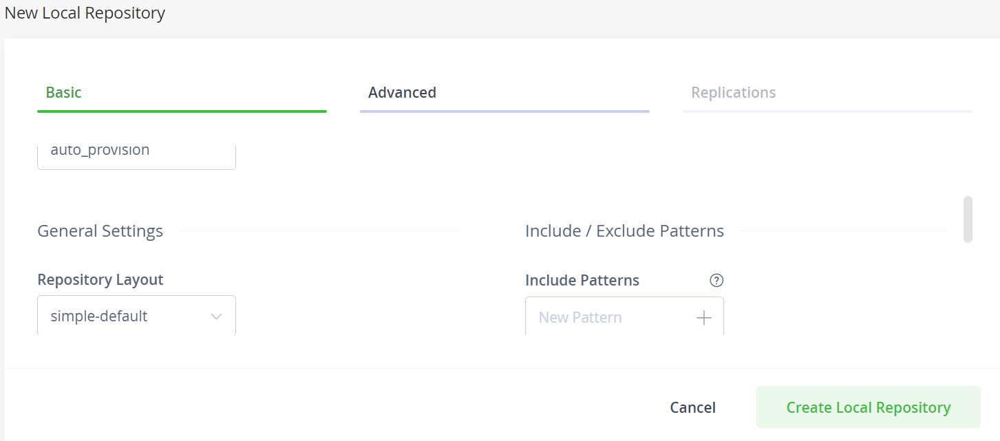 New Local Repository
Basic
Advanced
Replications
auto_provision
General Settings
Include / Exclude Patterns
Repository Layout
Include Patterns
?
simple-default
New Pattern
Cancel
Create Local Repository